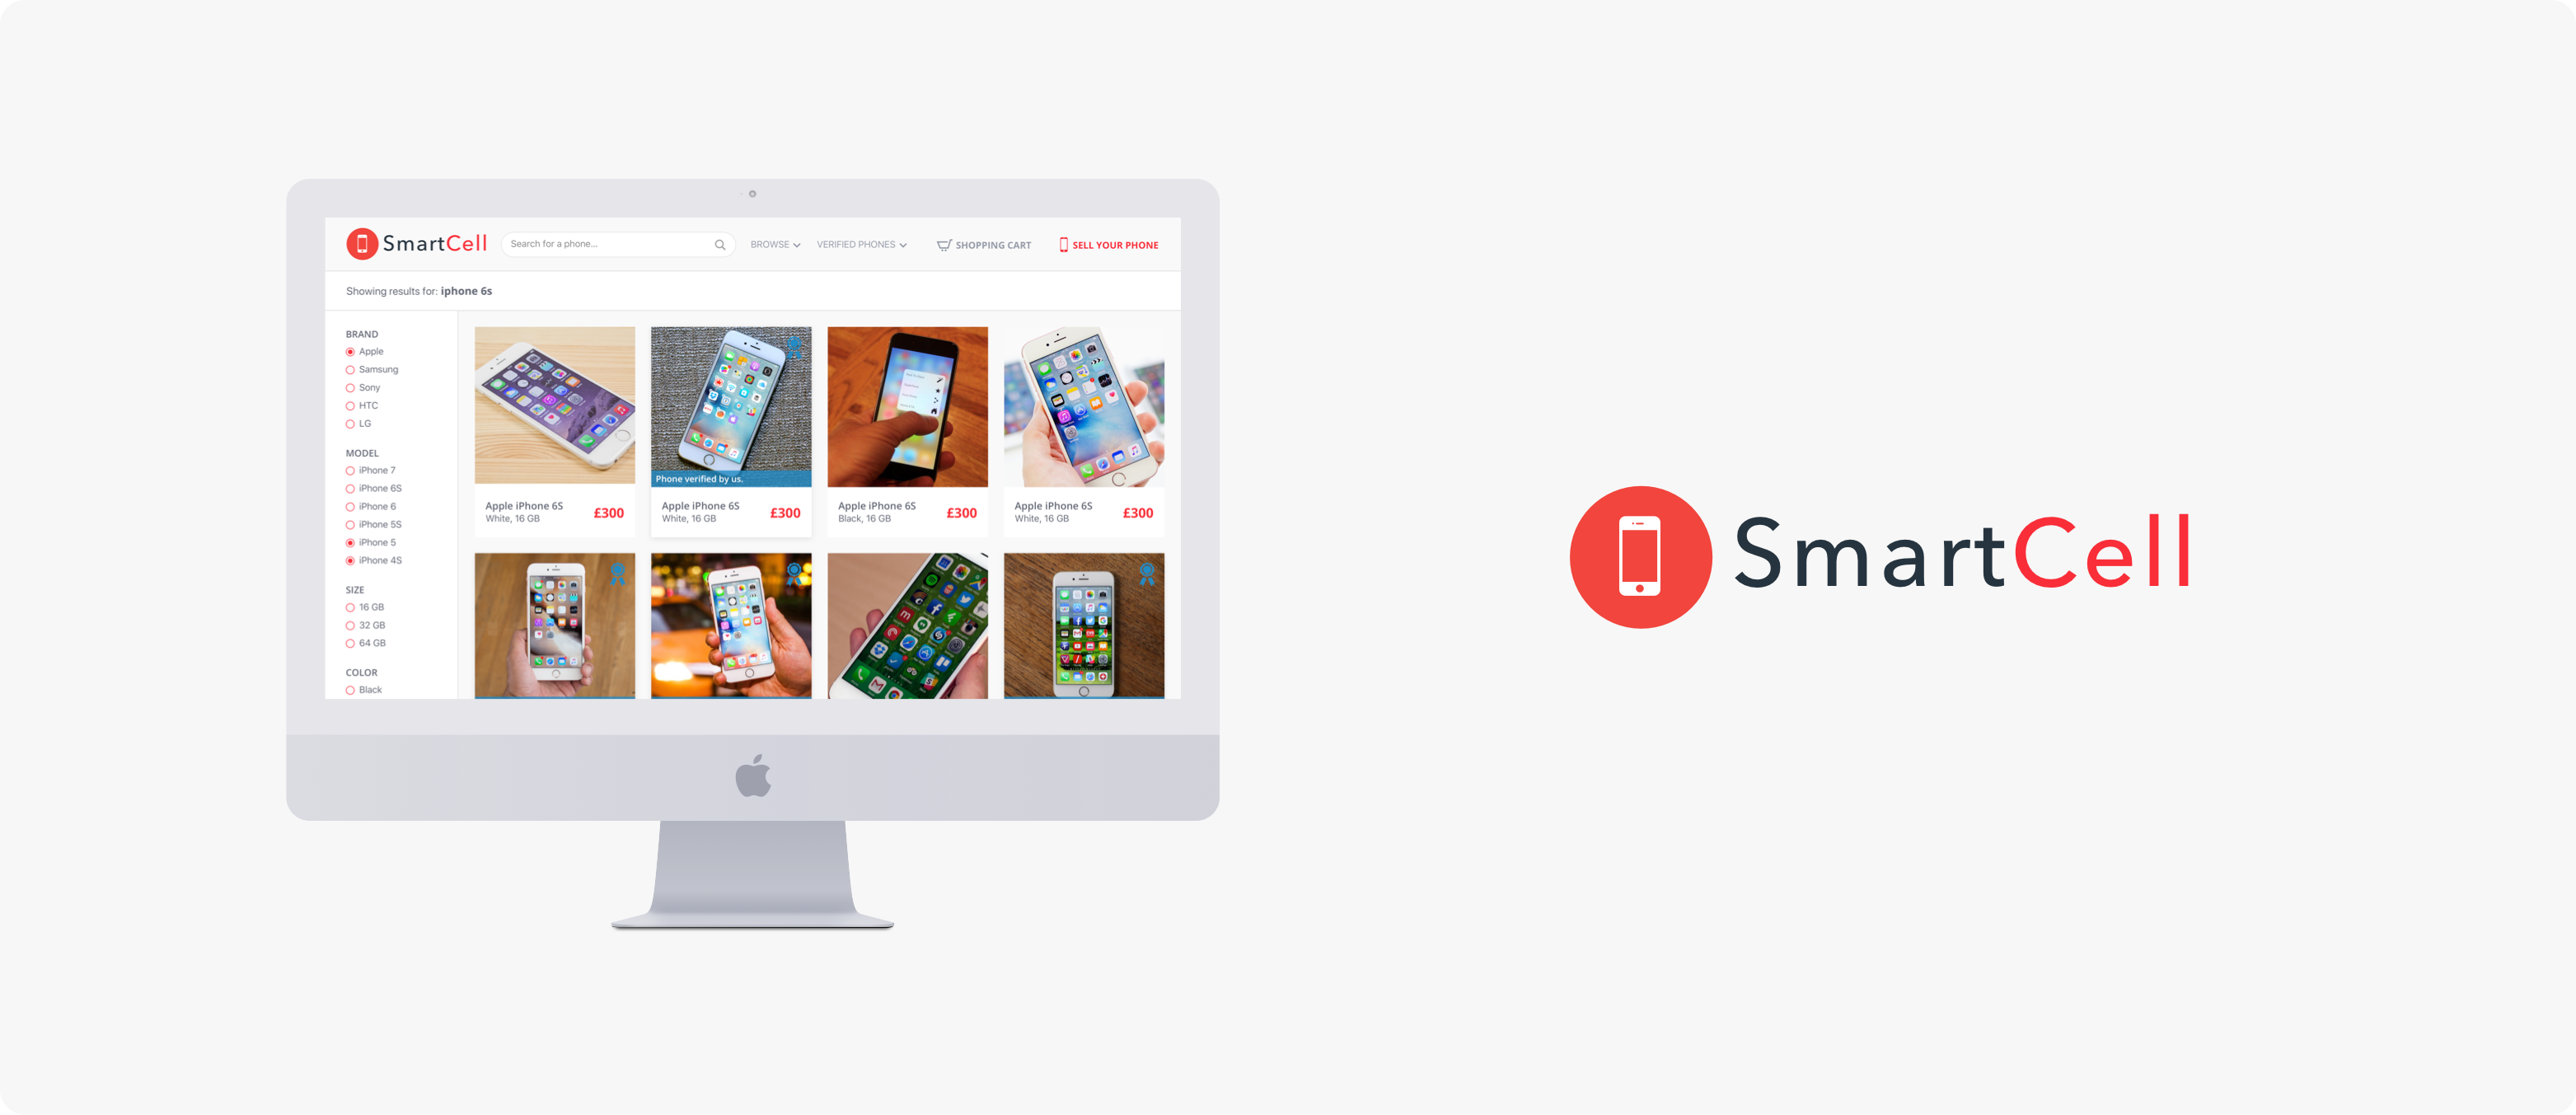 SmartCell
Search for a phone...
BROWSE
VERIFIED PHONES
SHOPPING CART
SELL YOUR PHONE
Showing results for: iphone 6s
BRAND
Apple
Samsung
Sony
HTC
LG
MODEL
iPhone 7
iPhone 6S
iPhone 6
iPhone 5S
iPhone 5
iPhone 4S
SIZE
16 GB
32 GB
64 GB
COLOR
Black
Phone verified by us.
Apple iPhone 6S
White, 16 GB
£300
Apple iPhone 6S
White, 16 GB
£300
Apple iPhone 6S
Black, 16 GB
£300
Apple iPhone 6S
White, 16 GB
£300
SmartCell